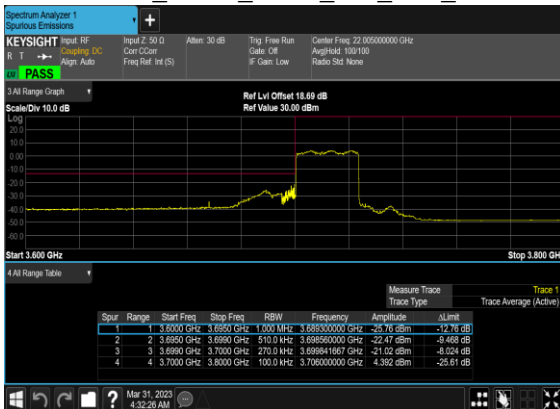 Spectrum Analyzer 1
Spurious Emissions
KEYSIGHT Input: RF Input Z: 50 Ω Atten: 30 dB Trig: Free Run Center Freq: 22.005000000 GHz
R T Coupling: DC Corr CCorr Gate: Off Avg|Hold: 100/100
Align: Auto Freq Ref: Int (S) IF Gain: Low Radio Std: None
PASS
3 All Range Graph
Ref Lvl Offset 18.69 dB
Scale/Div 10.0 dB Ref Value 30.00 dBm
Log
20.0
10.0
0.00
-10.0
-20.0
-30.0
-40.0
-50.0
-60.0
Start 3.600 GHz Stop 3.800 GH
4 All Range Table
Measure Trace Trace 1
Trace Type Trace Average (Active)
Spur Range Start Freq Stop Freq RBW Frequency Amplitude ΔLimit
1 1 3.6000 GHz 3.6950 GHz 1.000 MHz 3.689300000 GHz -25.76 dBm -12.76 dB
2 2 3.6950 GHz 3.6990 GHz 510.0 kHz 3.698560000 GHz -22.47 dBm -9.468 dB
3 3 3.6990 GHz 3.7000 GHz 270.0 kHz 3.699841667 GHz -21.02 dBm -8.024 dB
4 4 3.7000 GHz 3.8000 GHz 100.0 kHz 3.706000000 GHz 4.392 dBm -25.61 dB
Mar 31, 2023
4:32:26 AM